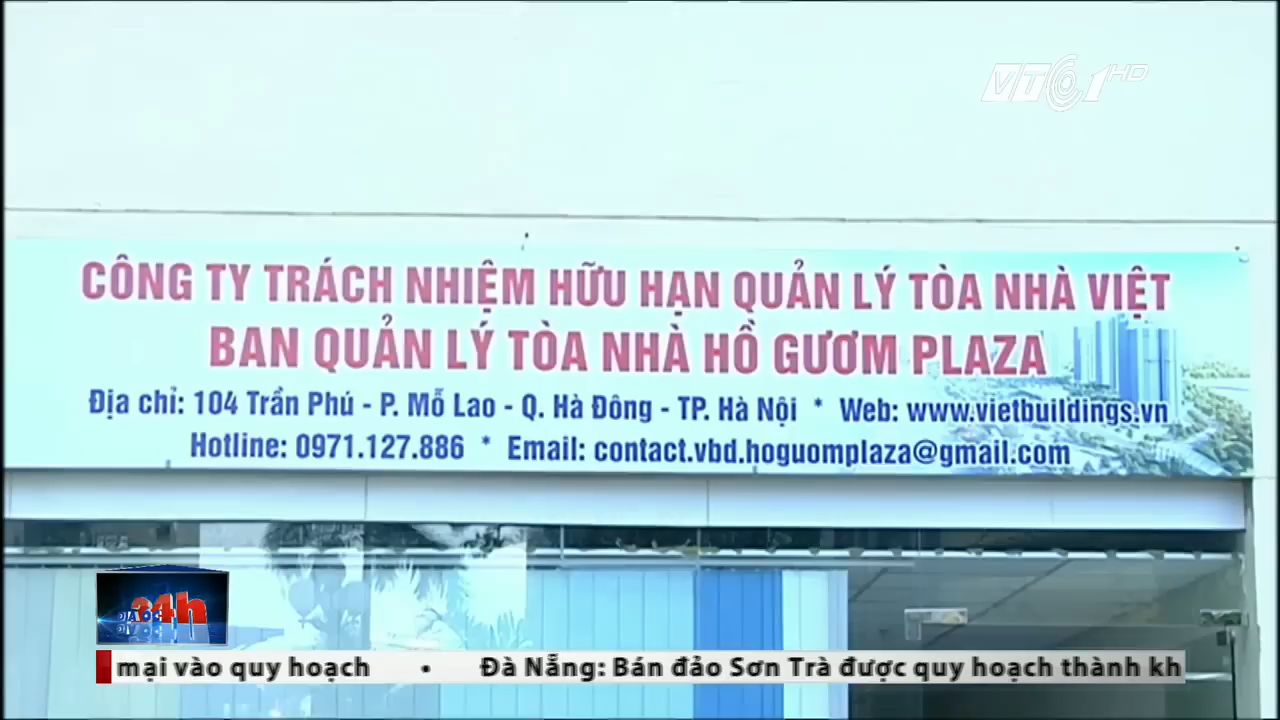 VTC1 HD
CÔNG TY TRÁCH NHIỆM HỮU HẠN QUẢN LÝ TÒA NHÀ VIỆT
BAN QUẢN LÝ TÒA NHÀ HỒ GƯƠM PLAZA
Địa chỉ: 104 Trần Phú - P. Mỗ Lao - Q. Hà Đông - TP. Hà Nội * Web: www.vietbuildings.vn
Hotline: 0971.127.886 * Email: contact.vbd.hoguomplaza@gmail.com
ĐỊA ỐC 24h
mại vào quy hoạch • Đà Nẵng: Bán đảo Sơn Trà được quy hoạch thành kh